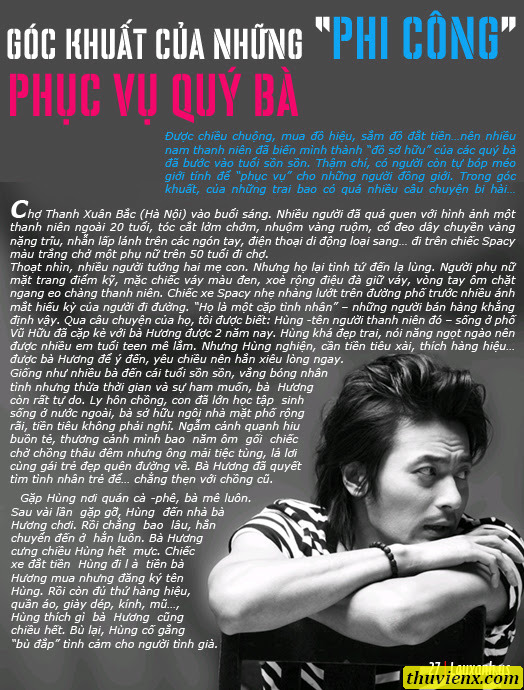 GÓC KHUẤT CỦA NHỮNG "PHI CÔNG"
PHỤC VỤ QUÝ BÀ
Được chiều chuộng, mua đồ hiệu, sắm đồ đắt tiền...nên nhiều
nam thanh niên đã biến mình thành "đồ sở hữu" của các quý bà
đã bước vào tuổi sồn sồn. Thậm chí, có người còn tự bóp méo
giới tính để "phục vụ" cho những người đồng giới. Trong góc
khuất, của những trai bao có quá nhiều câu chuyện bi hài...
Chợ Thanh Xuân Bắc (Hà Nội) vào buổi sáng. Nhiều người đã quá quen với hình ảnh một
thanh niên ngoài 20 tuổi, tóc cắt lởm chởm, nhuộm vàng ruộm, cổ đeo dây chuyền vàng
nặng trĩu, nhẫn lấp lánh trên các ngón tay, điện thoại di động loại sang... đi trên chiếc Spacy
màu trắng chở một phụ nữ trên 50 tuổi đi chợ.
Thoạt nhìn, nhiều người tưởng hai mẹ con. Nhưng họ lại tình tứ đến lạ lùng. Người phụ nữ
mặt trang điểm kỹ, mặc chiếc váy màu đen, xoè rộng điệu đà giữ váy, vòng tay ôm chặt
ngang eo chàng thanh niên. Chiếc xe Spacy nhẹ nhàng lướt trên đường phố trước nhiều ánh
mắt hiếu kỳ của người đi đường. "Họ là một cặp tình nhân" – những người bán hàng khẳng
định vậy. Qua câu chuyện của họ, tôi được biết: Hùng -tên người thanh niên đó – sống ở phố
Vũ Hữu đã cặp kè với bà Hương được 2 năm nay. Hùng khá đẹp trai, nói năng ngọt ngào nên
được nhiều em tuổi teen mê lắm. Nhưng Hùng nghiện, cần tiền tiêu xài, thích hàng hiệu...
được bà Hương để ý đến, yêu chiều nên hắn xiêu lòng ngay.
Giống như nhiều bà đến cái tuổi sồn sồn, vắng bóng nhân
tình nhưng thừa thời gian và sự ham muốn, bà Hương
còn rất tự do. Ly hôn chồng, con đã lớn học tập sinh
sống ở nước ngoài, bà sở hữu ngôi nhà mặt phố rộng
rãi, tiền tiêu không phải nghĩ. Ngẫm cảnh quạnh hiu
buồn tẻ, thương cảnh mình bao năm ôm gối chiếc
chờ chồng thâu đêm nhưng ông mải tiệc tùng, lả lơi
cùng gái trẻ đẹp quên đường về. Bà Hương đã quyết
tìm tình nhân trẻ để... chẳng thẹn với chồng cũ.
Gặp Hùng nơi quán cà -phê, bà mê luôn.
Sau vài lần gặp gỡ, Hùng đến nhà bà
Hương chơi. Rồi chẳng bao lâu, hắn
chuyển đến ở hẳn luôn. Bà Hương
cưng chiều Hùng hết mực. Chiếc
xe đắt tiền Hùng đi l à tiền bà
Hương mua nhưng đăng ký tên
Hùng. Rồi còn đủ thứ hàng hiệu,
quần áo, giày dép, kính, mũ...,
Hùng thích gì bà Hương cũng
chiều hết. Bù lại, Hùng cố gắng
"bù đắp" tình cảm cho người tình già.
27
thuvienx.com